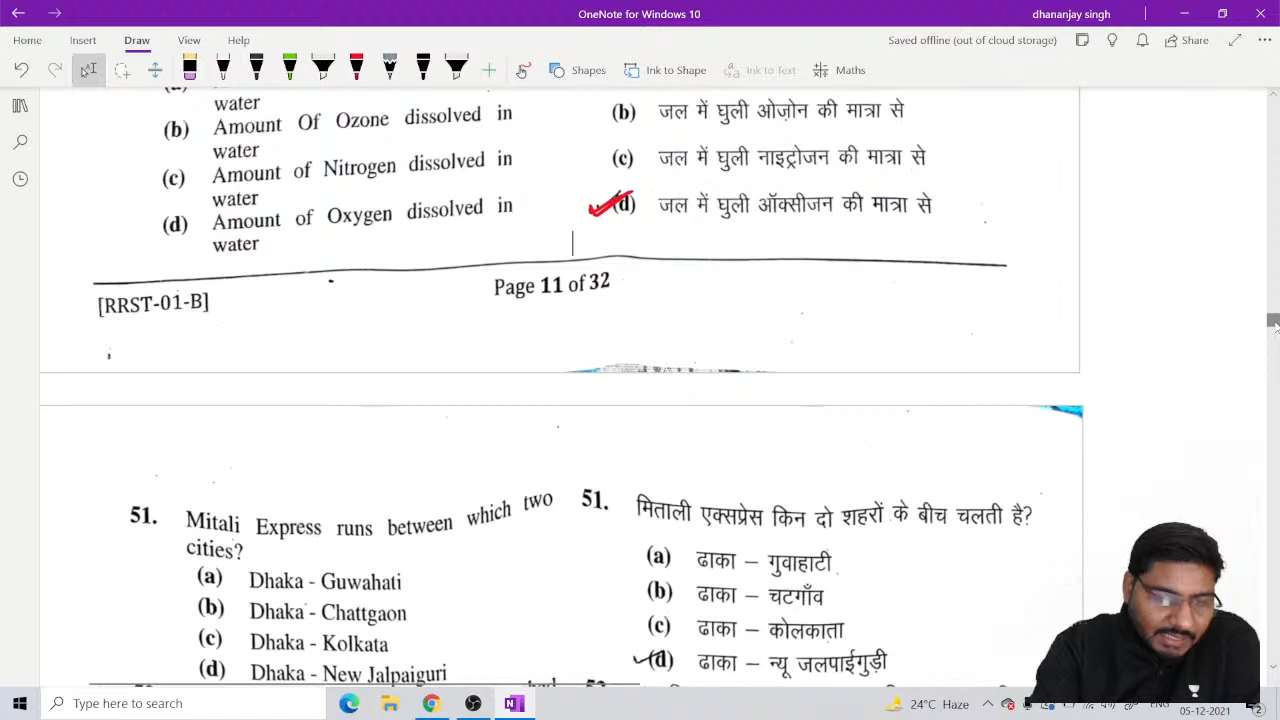 OneNote for Windows 10
dhananjay singh
Home Insert Draw View Help
Saved offline (out of cloud storage)
Share
Shapes
Ink to Shape
Ink to Text
Maths
water
(b) Amount Of Ozone dissolved in
water
(c) Amount of Nitrogen dissolved in
water
(d) Amount of Oxygen dissolved in
water
(b) जल में घुली ओज़ोन की मात्रा से
(c) जल में घुली नाइट्रोजन की मात्रा से
(d) जल में घुली ऑक्सीजन की मात्रा से
Page 11 of 32
[RRST-01-B]
51. Mitali Express runs between which two
cities?
(a) Dhaka - Guwahati
(b) Dhaka - Chattgaon
(c) Dhaka - Kolkata
(d) Dhaka - New Jalpaiguri
51. मिताली एक्सप्रेस किन दो शहरों के बीच चलती है?
(a) ढाका – गुवाहाटी
(b) ढाका – चटगाँव
(c) ढाका – कोलकाता
(d) ढाका – न्यू जलपाईगुड़ी
Type here to search
24°C Haze
05-12-2021